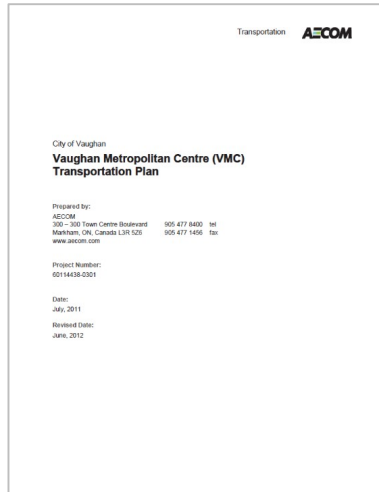 Transportation AECOM
City of Vaughan
Vaughan Metropolitan Centre (VMC)
Transportation Plan
Prepared by:
AECOM
300 – 300 Town Centre Boulevard 905 477 8400 tel
Markham, ON, Canada L3R 5Z6 905 477 1456 fax
www.aecom.com
Project Number:
60114438-0301
Date:
July, 2011
Revised Date:
June, 2012